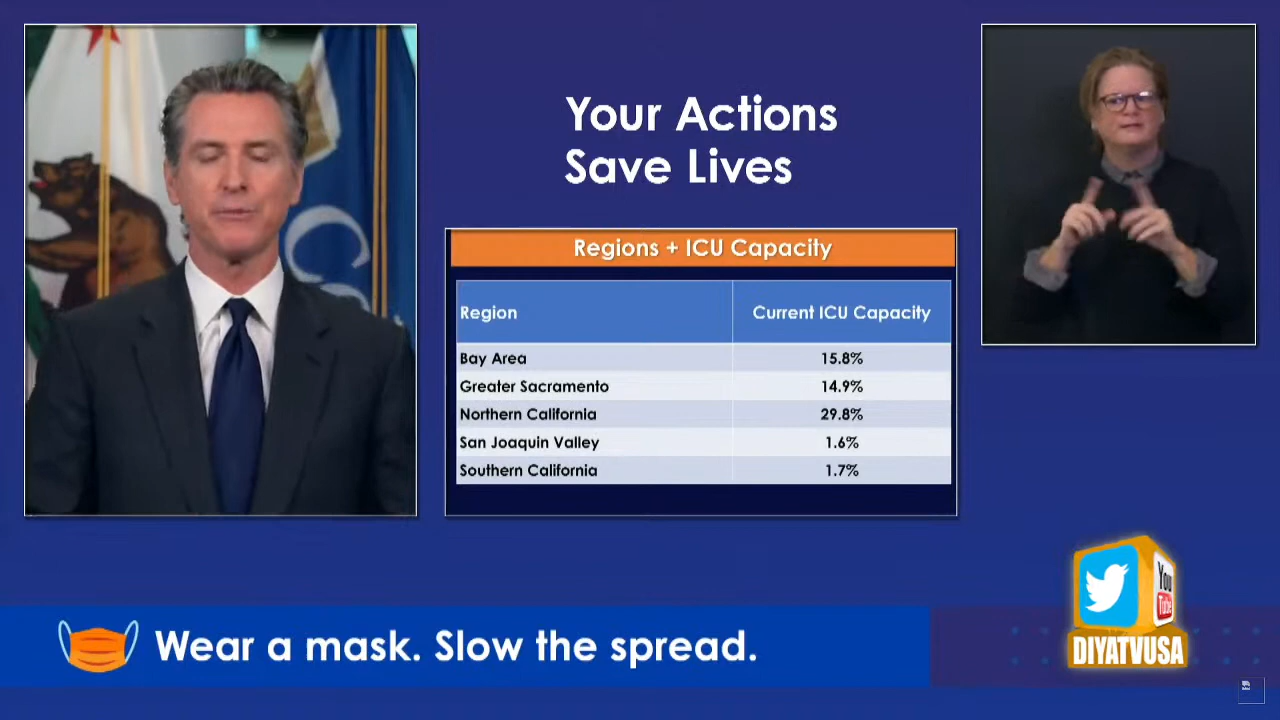 Your Actions
Save Lives
Regions + ICU Capacity
Region Current ICU Capacity
Bay Area 15.8%
Greater Sacramento 14.9%
Northern California 29.8%
San Joaquin Valley 1.6%
Southern California 1.7%
Wear a mask. Slow the spread.
You
Tube
DIYATVUSA